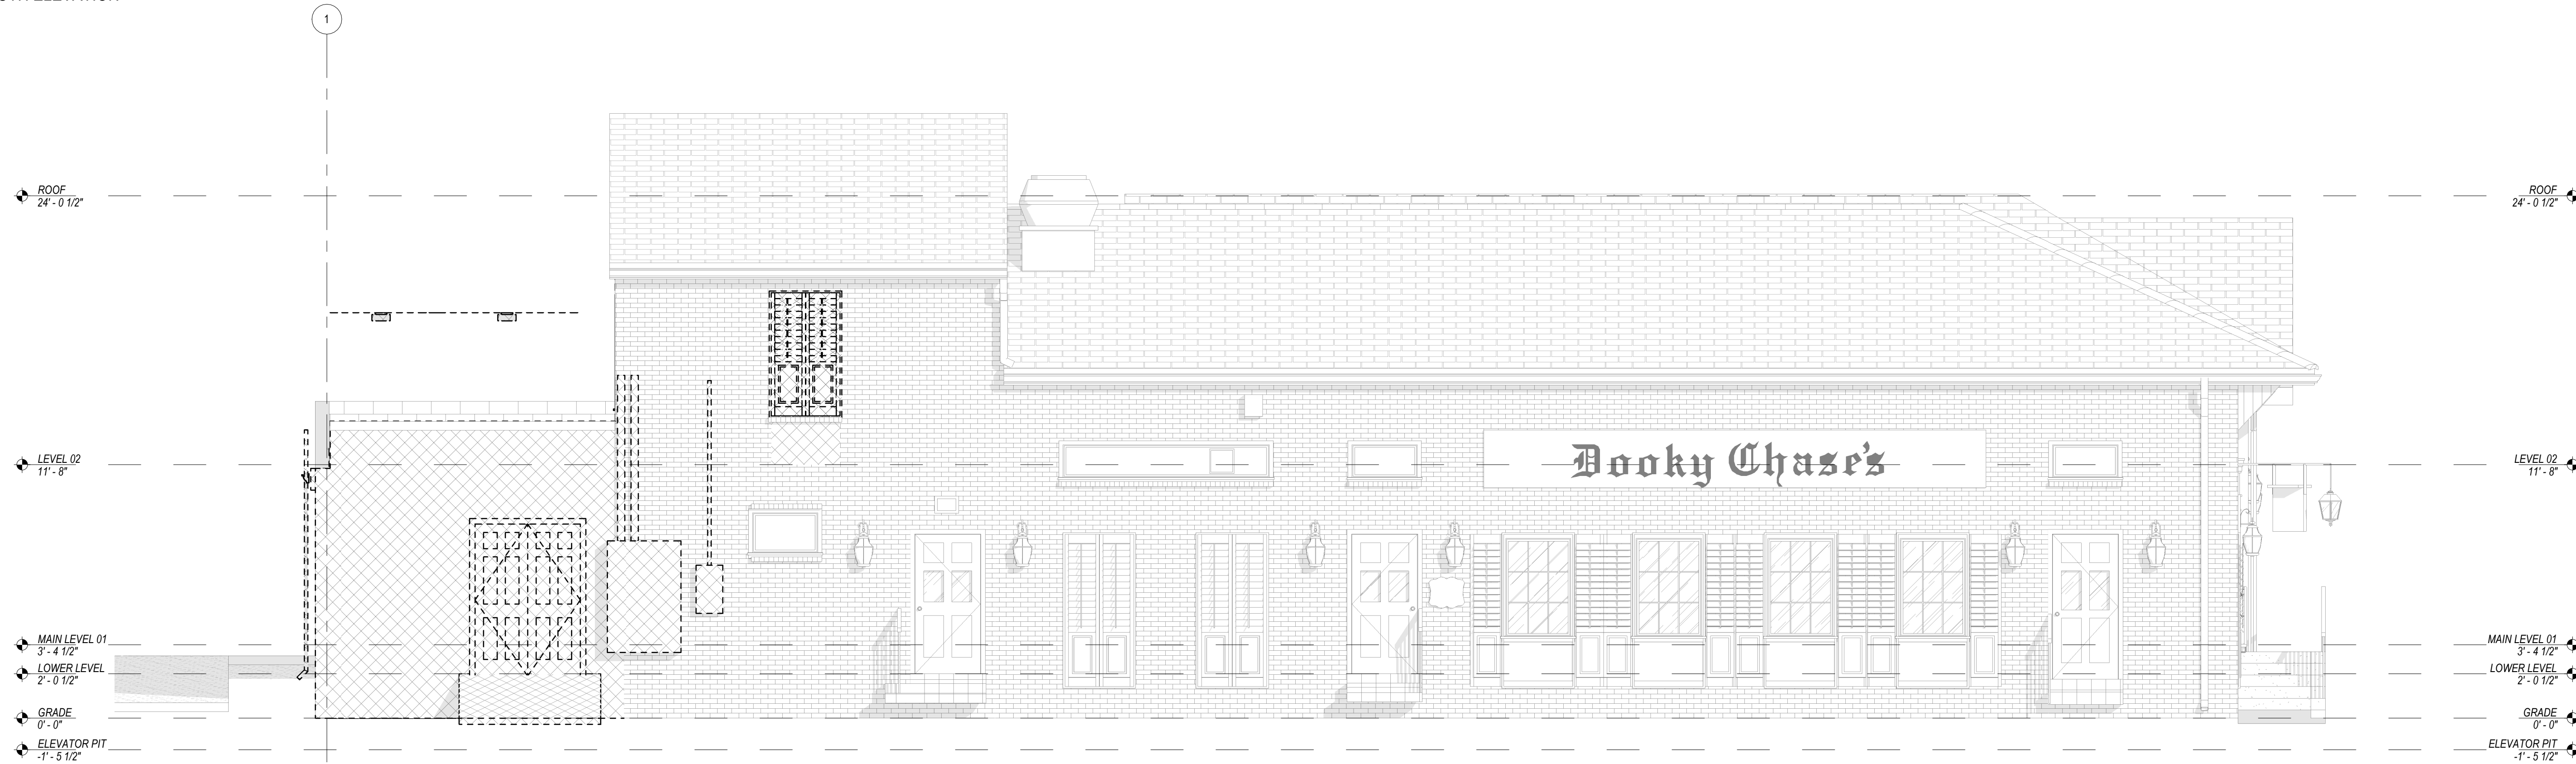 1
ROOF
24' - 0 1/2"
ROOF
24' - 0 1/2"
LEVEL 02
11' - 8"
Dooky Chase's
LEVEL 02
11' - 8"
MAIN LEVEL 01
3' - 4 1/2"
MAIN LEVEL 01
3' - 4 1/2"
LOWER LEVEL
2' - 0 1/2"
LOWER LEVEL
2' - 0 1/2"
GRADE
0' - 0"
GRADE
0' - 0"
ELEVATOR PIT
-1' - 5 1/2"
ELEVATOR PIT
-1' - 5 1/2"